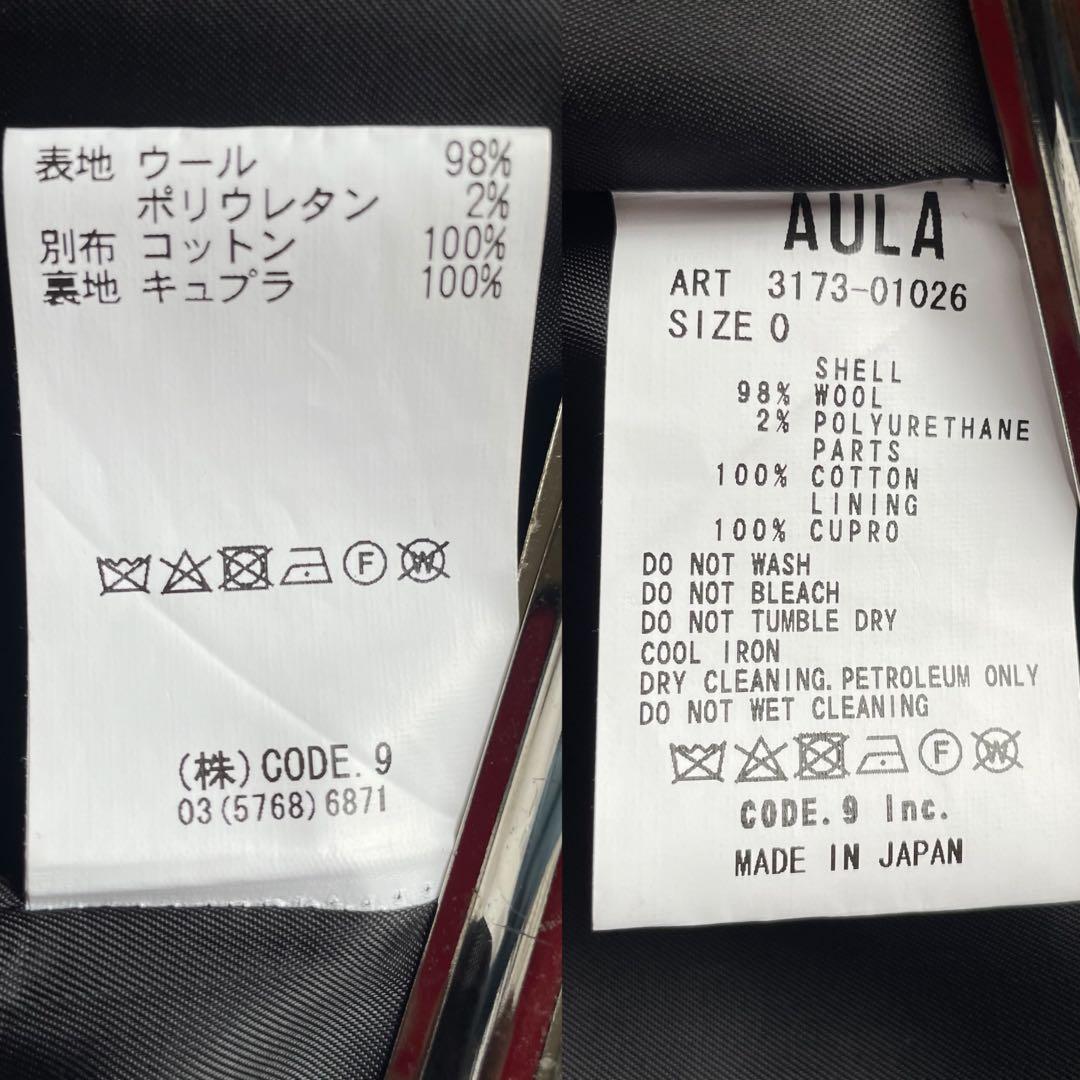 表地 ウール 98%
ポリウレタン 2%
別布 コットン 100%
裏地 キュプラ 100%
F W
(株)CODE.9
03(5768)6871
AULA
ART 3173-01026
SIZE 0
SHELL
98% WOOL
2% POLYURETHANE
PARTS
100% COTTON
LINING
100% CUPRO
DO NOT WASH
DO NOT BLEACH
DO NOT TUMBLE DRY
COOL IRON
DRY CLEANING.PETROLEUM ONLY
DO NOT WET CLEANING
F W
CODE.9 Inc.
MADE IN JAPAN